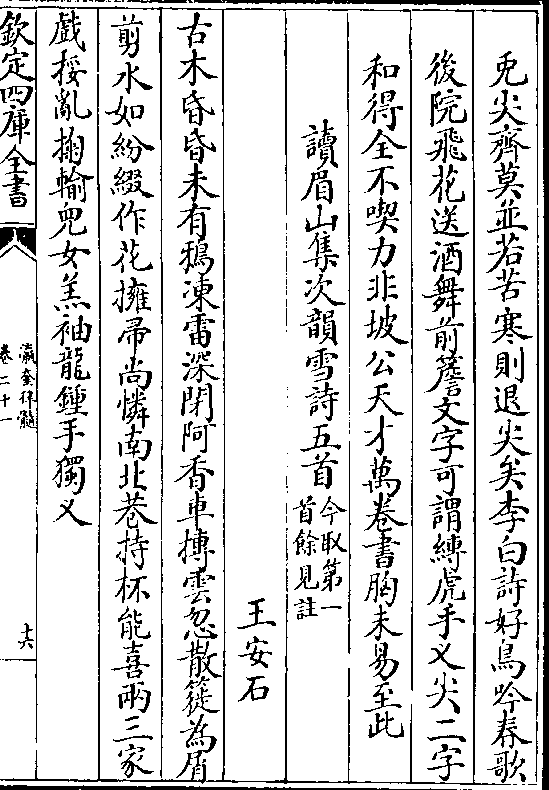 兎尖齊莫並若苦寒則退尖矣李白詩好鳥吟春歌
後院飛花送酒舞前簷文字可謂縛虎手乂尖二字
和得全不喫力非坡公天才萬卷書胸未易至此
讀眉山集次韻雪詩五首今取第一
首餘見註
王安石
古木昏昏未有鵶凍雷深閉阿香車摶雲忽散簁為屑
剪水如紛綴作花擁帚尚憐南北巷持杯能喜兩三家
戲挼亂掬輸兒女羔袖龍鍾手獨乂
欽定四庫全書
瀛奎律髓
卷二十一
十六